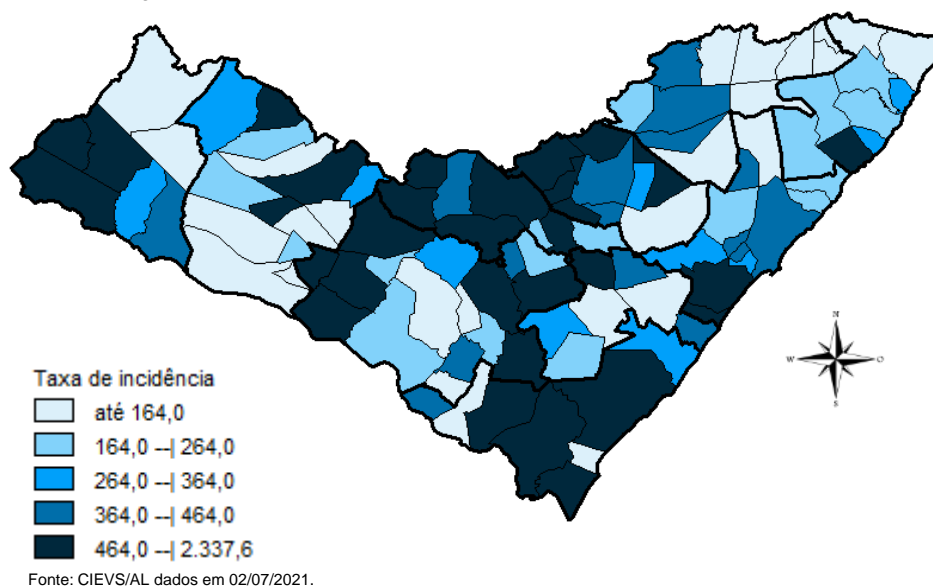 N
W
O
S
Taxa de incidência
até 164,0
164,0 --| 264,0
264,0 --| 364,0
364,0 --| 464,0
464,0 --| 2.337,6
Fonte: CIEVS/AL dados em 02/07/2021.